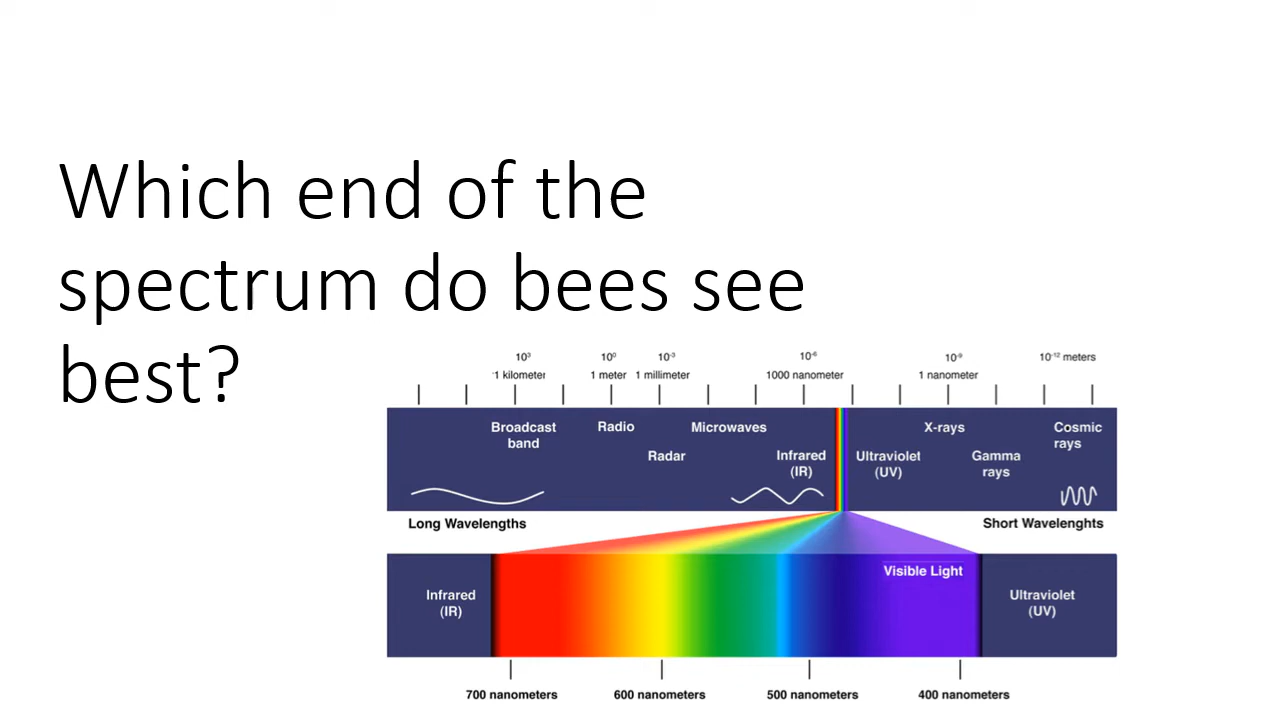 Which end of the
spectrum do bees see
best?
10³ 10⁰ 10⁻³ 10⁻⁶ 10⁻⁹ 10⁻¹² meters
1 kilometer 1 meter 1 millimeter 1000 nanometer 1 nanometer
Broadcast
band
Radio
Radar
Microwaves
Infrared
(IR)
Ultraviolet
(UV)
X-rays
Gamma
rays
Cosmic
rays
Long Wavelengths
Short Wavelenghts
Visible Light
Infrared
(IR)
Ultraviolet
(UV)
700 nanometers 600 nanometers 500 nanometers 400 nanometers